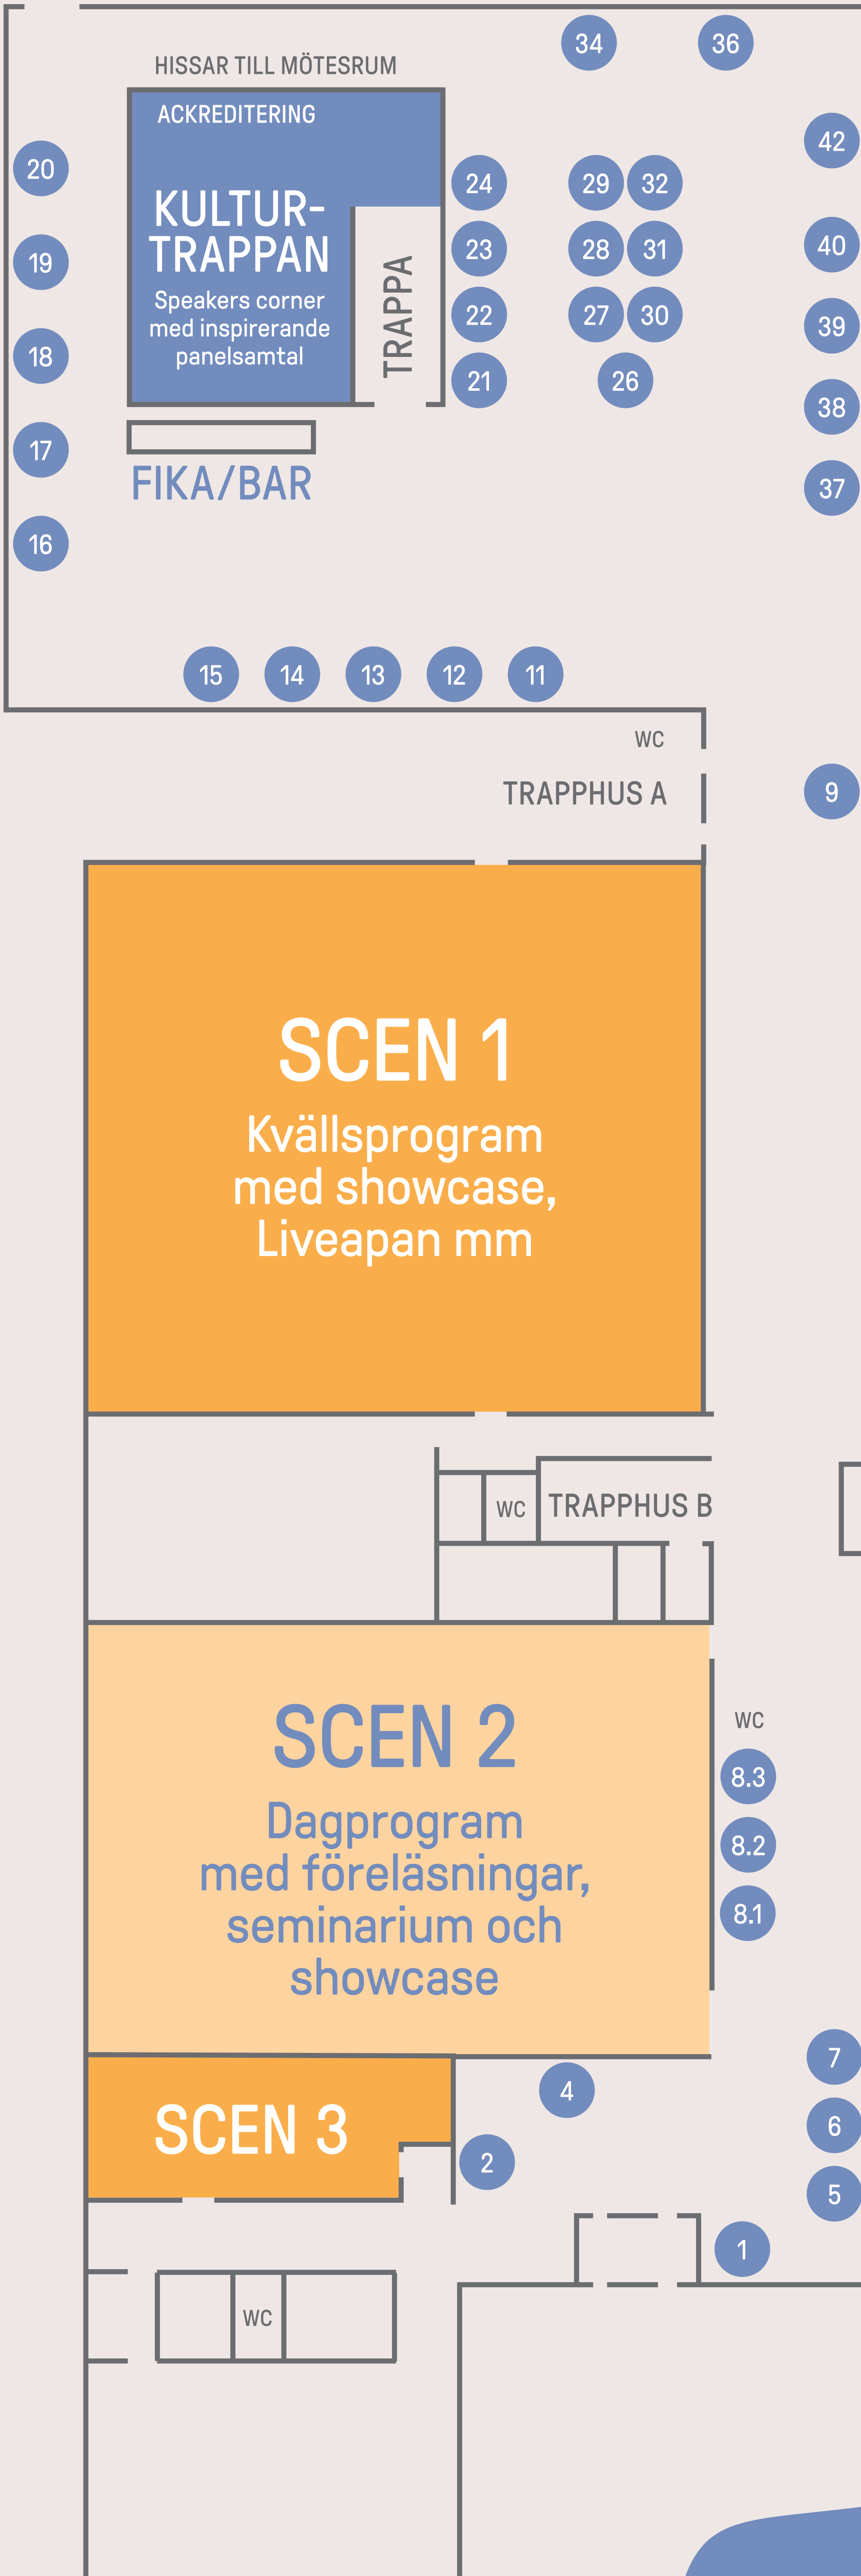 34
36
HISSAR TILL MÖTESRUM
ACKREDITERING
42
20
24
29
32
KULTUR-
TRAPPAN
23
28
31
40
19
TRAPPA
Speakers corner
med inspirerande
panelsamtal
22
27
30
39
18
21
26
38
17
FIKA/BAR
37
16
15
14
13
12
11
WC
TRAPPHUS A
9
SCEN 1
Kvällsprogram
med showcase,
Liveapan mm
WC
TRAPPHUS B
SCEN 2
Dagprogram
med föreläsningar,
seminarium och
showcase
WC
8.3
8.2
8.1
7
4
SCEN 3
6
2
5
1
WC